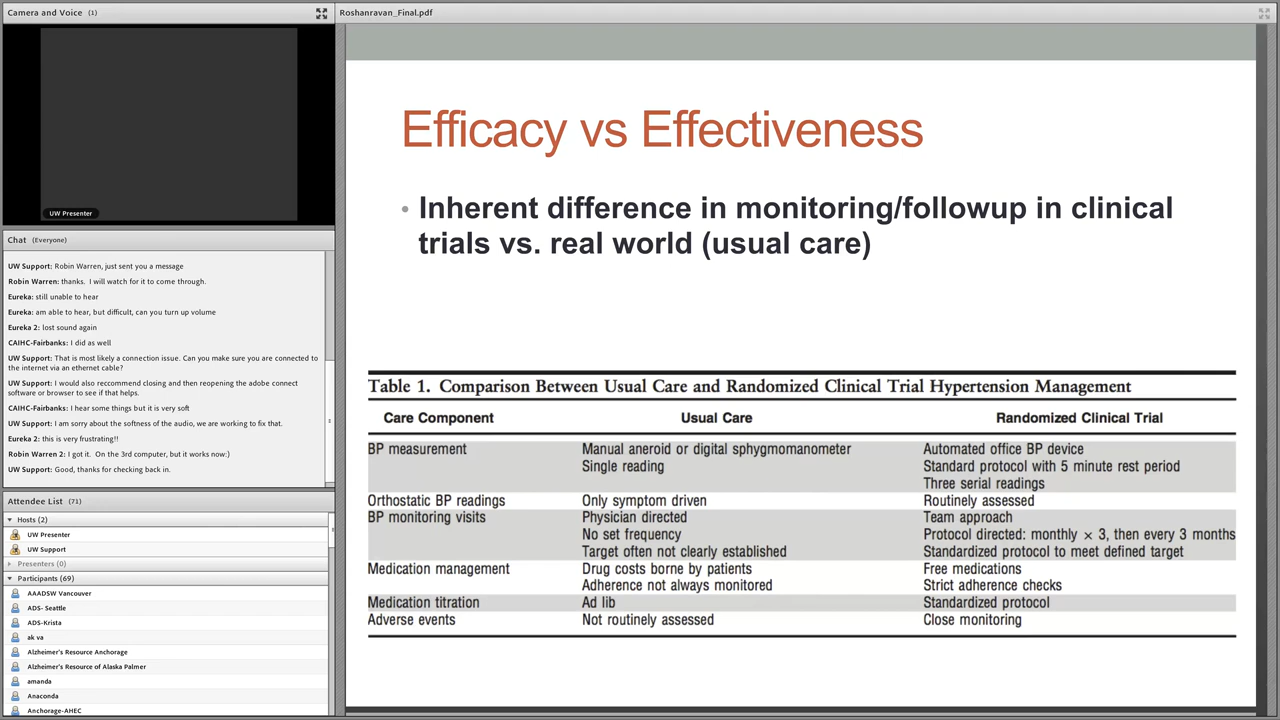 Camera and Voice (1)
UW Presenter
Chat (Everyone)
UW Support: Robin Warren, just sent you a message
Robin Warren: thanks. I will watch for it to come through.
Eureka: still unable to hear
Eureka: am able to hear, but difficult, can you turn up volume
Eureka 2: lost sound again
CAIHC-Fairbanks: I did as well
UW Support: That is most likely a connection issue. Can you make sure you are connected to
the internet via an ethernet cable?
UW Support: I would also reccommend closing and then reopening the adobe connect
software or browser to see if that helps.
CAIHC-Fairbanks: I hear some things but it is very soft
UW Support: I am sorry about the softness of the audio, we are working to fix that.
Eureka 2: this is very frustrating!!
Robin Warren 2: I got it. On the 3rd computer, but it works now:)
UW Support: Good, thanks for checking back in.
Attendee List (71)
Hosts (2)
UW Presenter
UW Support
Presenters (0)
Participants (69)
AAADSW Vancouver
ADS- Seattle
ADS-Krista
ak va
Alzheimer's Resource Anchorage
Alzheimer's Resource of Alaska Palmer
amanda
Anaconda
Anchorage-AHEC
Roshanravan_Final.pdf
Efficacy vs Effectiveness
• Inherent difference in monitoring/followup in clinical
trials vs. real world (usual care)
Table 1. Comparison Between Usual Care and Randomized Clinical Trial Hypertension Management
Care Component Usual Care Randomized Clinical Trial
BP measurement Manual aneroid or digital sphygmomanometer Automated office BP device
Single reading Standard protocol with 5 minute rest period
Three serial readings
Orthostatic BP readings Only symptom driven Routinely assessed
BP monitoring visits Physician directed Team approach
No set frequency Protocol directed: monthly × 3, then every 3 months
Target often not clearly established Standardized protocol to meet defined target
Medication management Drug costs borne by patients Free medications
Adherence not always monitored Strict adherence checks
Medication titration Ad lib Standardized protocol
Adverse events Not routinely assessed Close monitoring